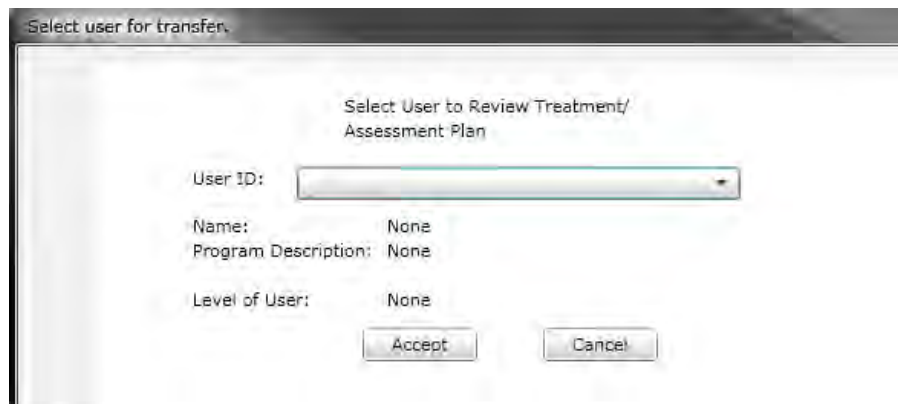 Select user for transfer.
Select User to Review Treatment/
Assessment Plan
User ID:
Name: None
Program Description: None
Level of User: None
Accept Cancel